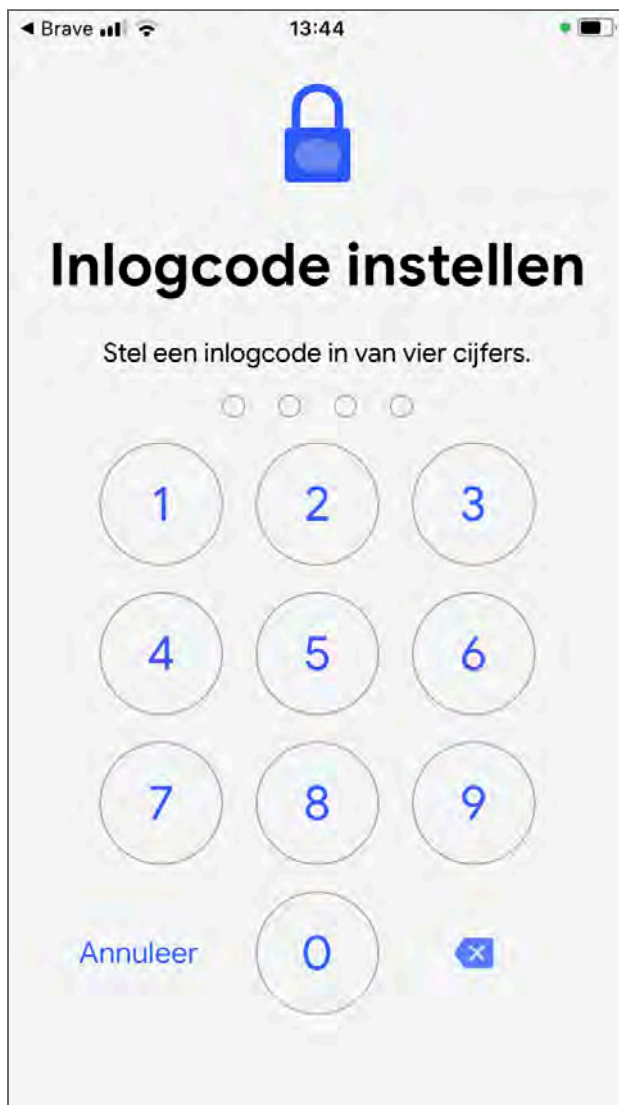 ◀ Brave 13:44
Inlogcode instellen
Stel een inlogcode in van vier cijfers.
1 2 3
4 5 6
7 8 9
Annuleer 0